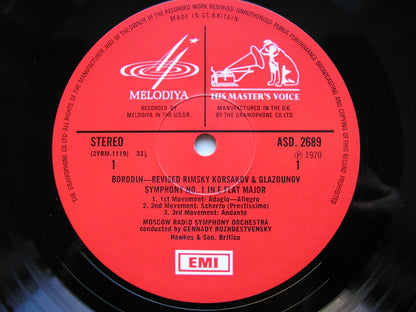 MADE IN GT. BRITAIN
ALL RIGHTS OF THE MANUFACTURER AND OF THE OWNER OF THE RECORDED WORK RESERVED UNAUTHORISED PUBLIC PERFORMANCE BROADCASTING AND COPYING OF THIS RECORD PROHIBITED
THE GRAMOPHONE CO LTD
МЕЛОДИЯ
MELODIYA
HIS MASTER'S VOICE
RECORDED BY
MELODIYA IN THE U.S.S.R.
MANUFACTURED IN THE U.K.
BY THE GRAMOPHONE CO LTD.
STEREO
ASD. 2689
(2YRM.1119) 33⅓
℗ 1970
1
1
BORODIN—REVIZED RIMSKY KORSAKOV & GLAZOUNOV
SYMPHONY NO. 1 IN E FLAT MAJOR
1. 1st Movement: Adagio—Allegro
2. 2nd Movement: Scherzo (Prestissimo)
3. 3rd Movement: Andante
MOSCOW RADIO SYMPHONY ORCHESTRA
conducted by GENNADY ROZHDESTVENSKY
Hawkes & Son. Britico
EMI